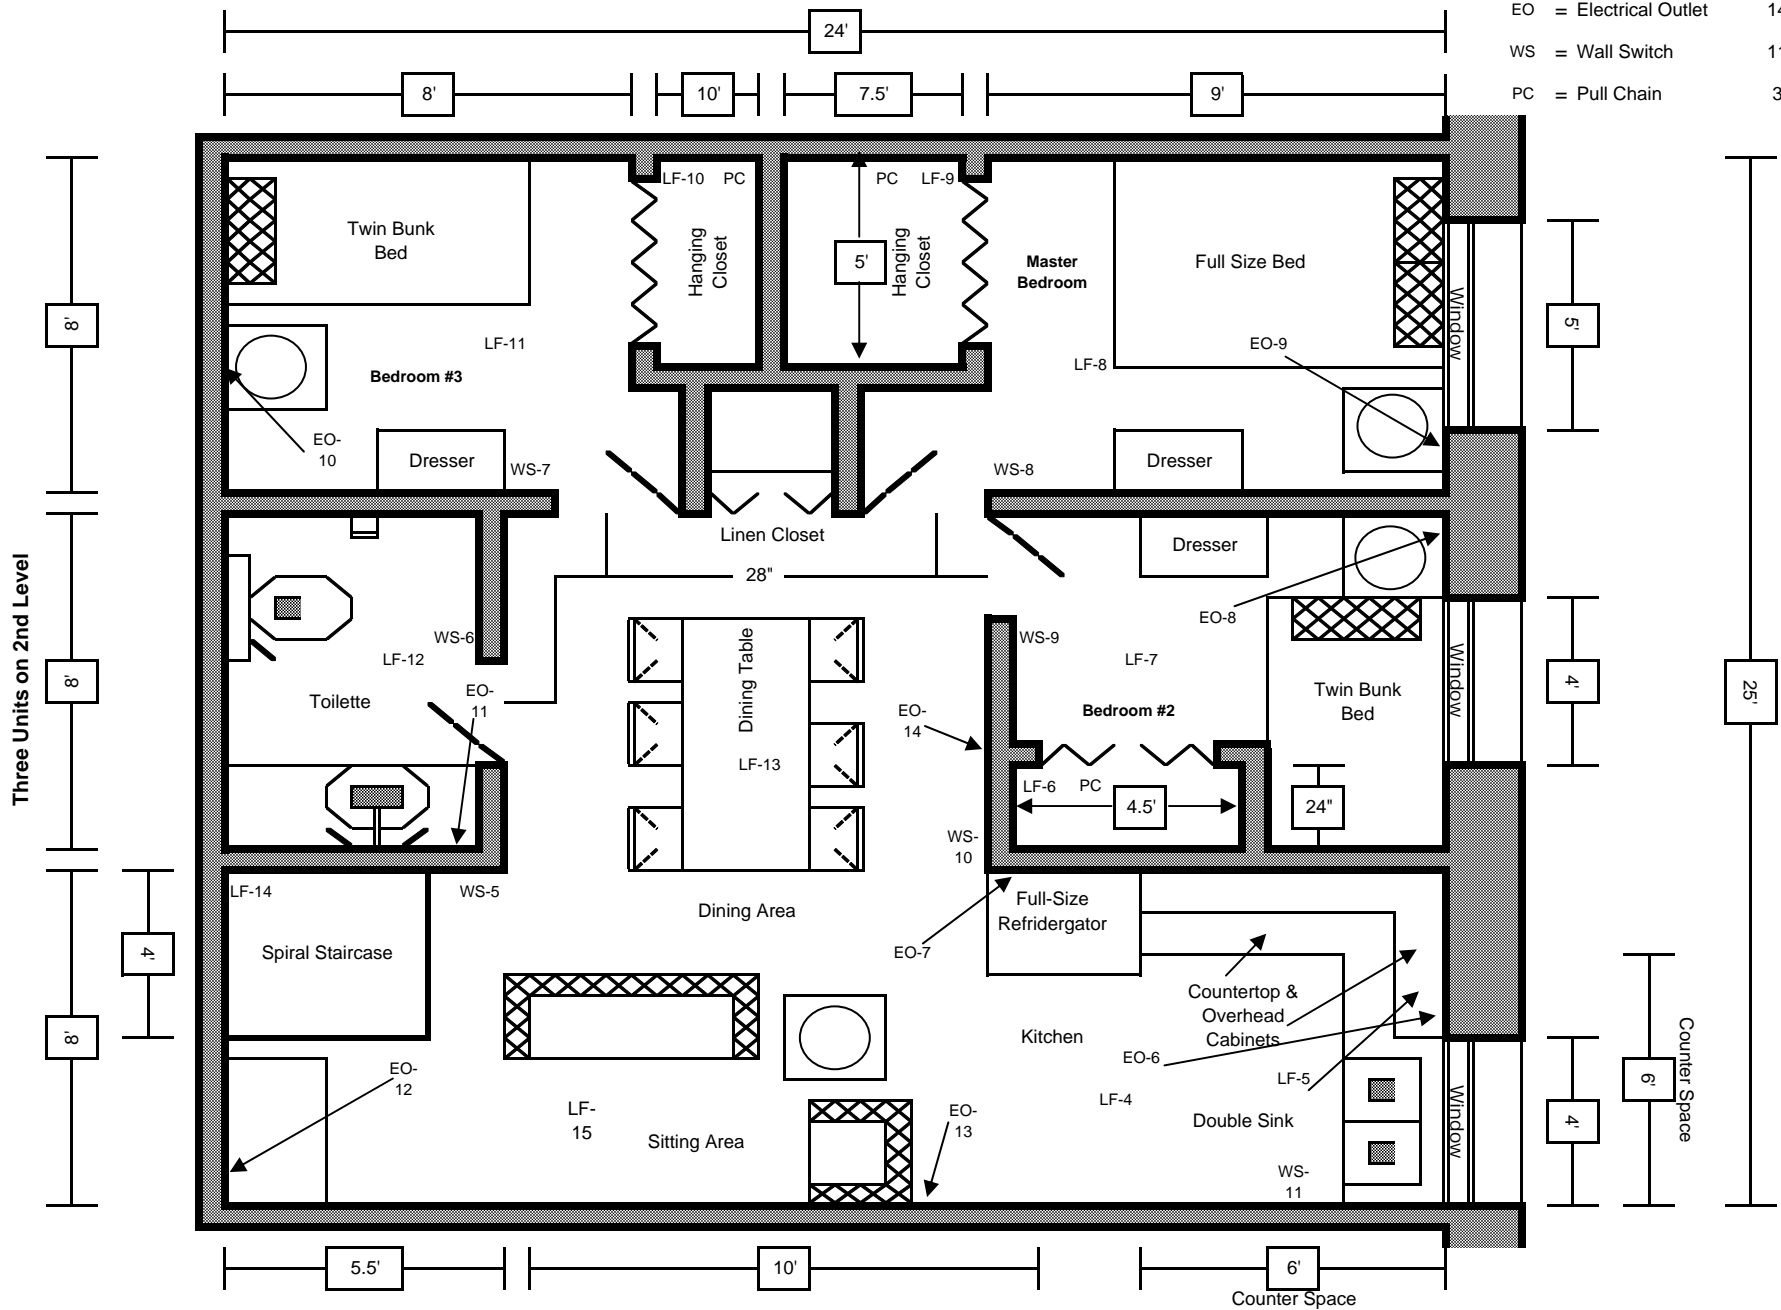 EO = Electrical Outlet 14
WS = Wall Switch 11
PC = Pull Chain 3
24'
8'
10'
7.5'
9'
LF-10 PC
PC LF-9
Twin Bunk
Bed
Hanging
Closet
5'
Hanging
Closet
Master
Bedroom
Full Size Bed
Window
8'
5'
LF-11
Bedroom #3
LF-8
EO-9
EO-
10
Dresser
WS-7
WS-8
Dresser
Linen Closet
28"
Dresser
EO-8
Three Units on 2nd Level
8'
WS-6
LF-12
Toilette
EO-
11
Dining Table
LF-13
WS-9
LF-7
Bedroom #2
Twin Bunk
Bed
Window
4'
25'
EO-
14
LF-6 PC
4.5'
24"
WS-
10
LF-14
WS-5
Spiral Staircase
4'
8'
Dining Area
EO-7
Full-Size
Refridergator
Countertop &
Overhead
Cabinets
Kitchen
EO-6
LF-5
LF-4
Double Sink
WS-
11
Window
4'
6'
Counter Space
EO-
12
LF-
15
Sitting Area
EO-
13
5.5'
10'
6'
Counter Space